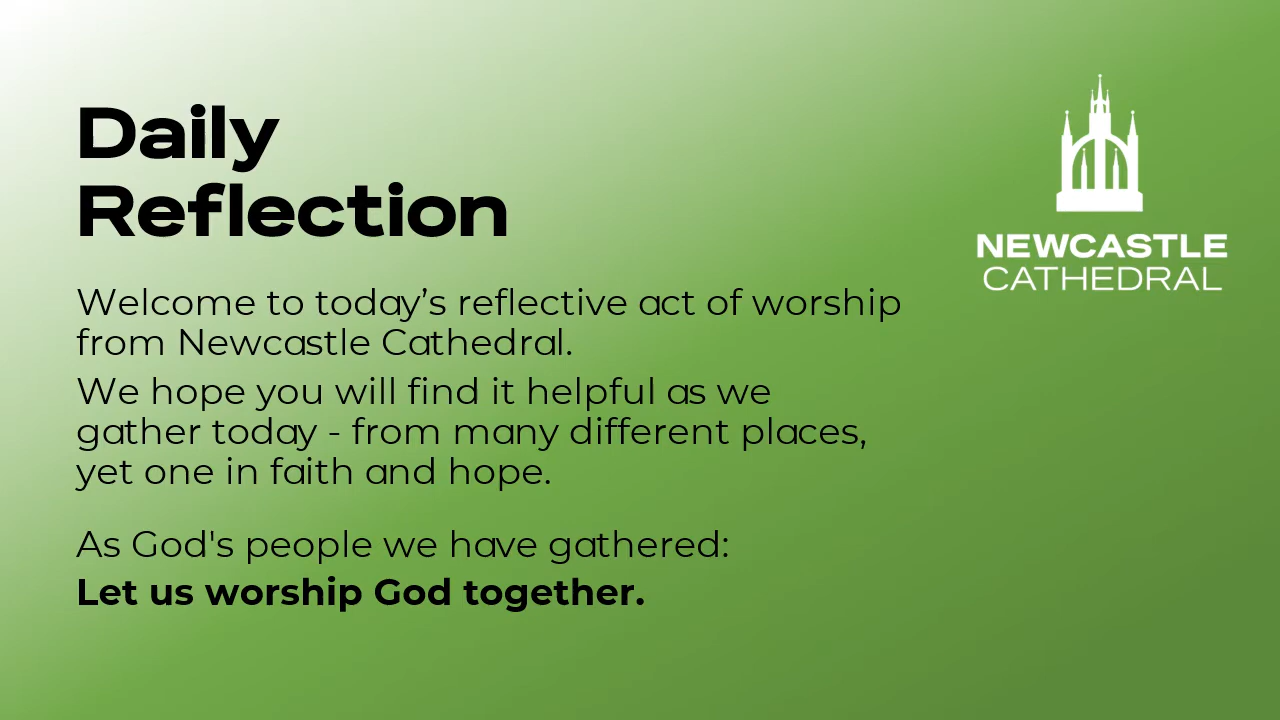 Daily
Reflection
NEWCASTLE
CATHEDRAL
Welcome to today’s reflective act of worship
from Newcastle Cathedral.
We hope you will find it helpful as we
gather today - from many different places,
yet one in faith and hope.
As God's people we have gathered:
Let us worship God together.